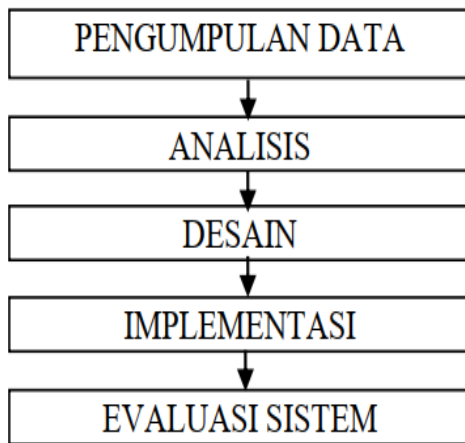 PENGUMPULAN DATA
ANALISIS
DESAIN
IMPLEMENTASI
EVALUASI SISTEM